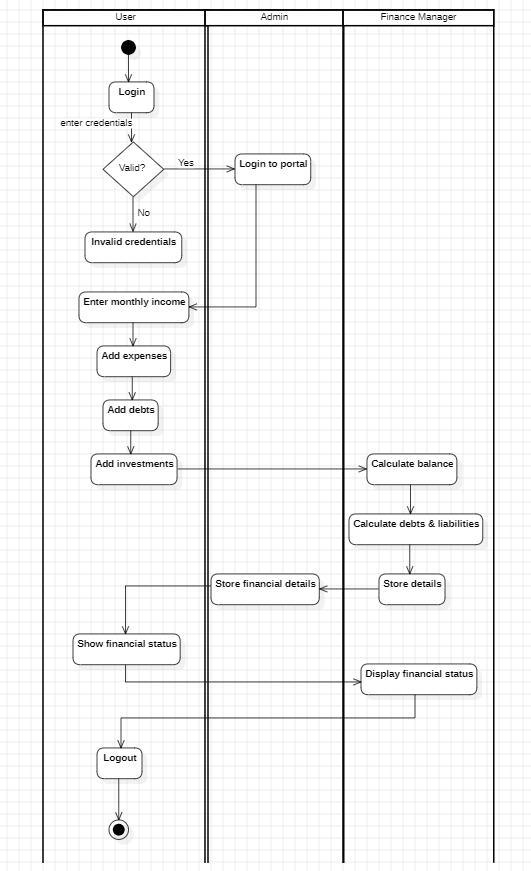 User
Admin
Finance Manager
Login
enter credentials
Valid?
Yes
Login to portal
No
Invalid credentials
Enter monthly income
Add expenses
Add debts
Add investments
Calculate balance
Calculate debts & liabilities
Store financial details
Store details
Show financial status
Display financial status
Logout